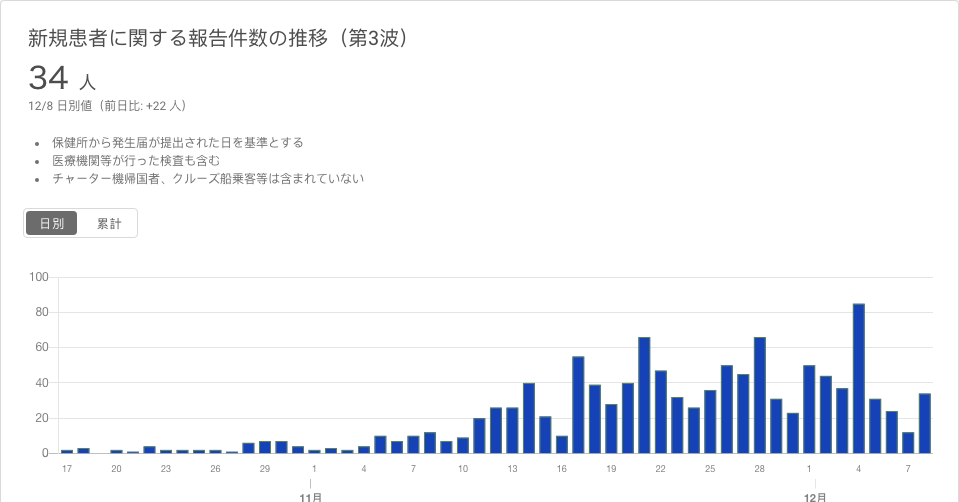 新規患者に関する報告件数の推移（第3波）
34 人
12/8 日別値（前日比: +22 人）
保健所から発生届が提出された日を基準とする
医療機関等が行った検査も含む
チャーター機帰国者、クルーズ船乗客等は含まれていない
日別 累計
100
80
60
40
20
0
17 20 23 26 29 1 4 7 10 13 16 19 22 25 28 1 4 7
11月 12月